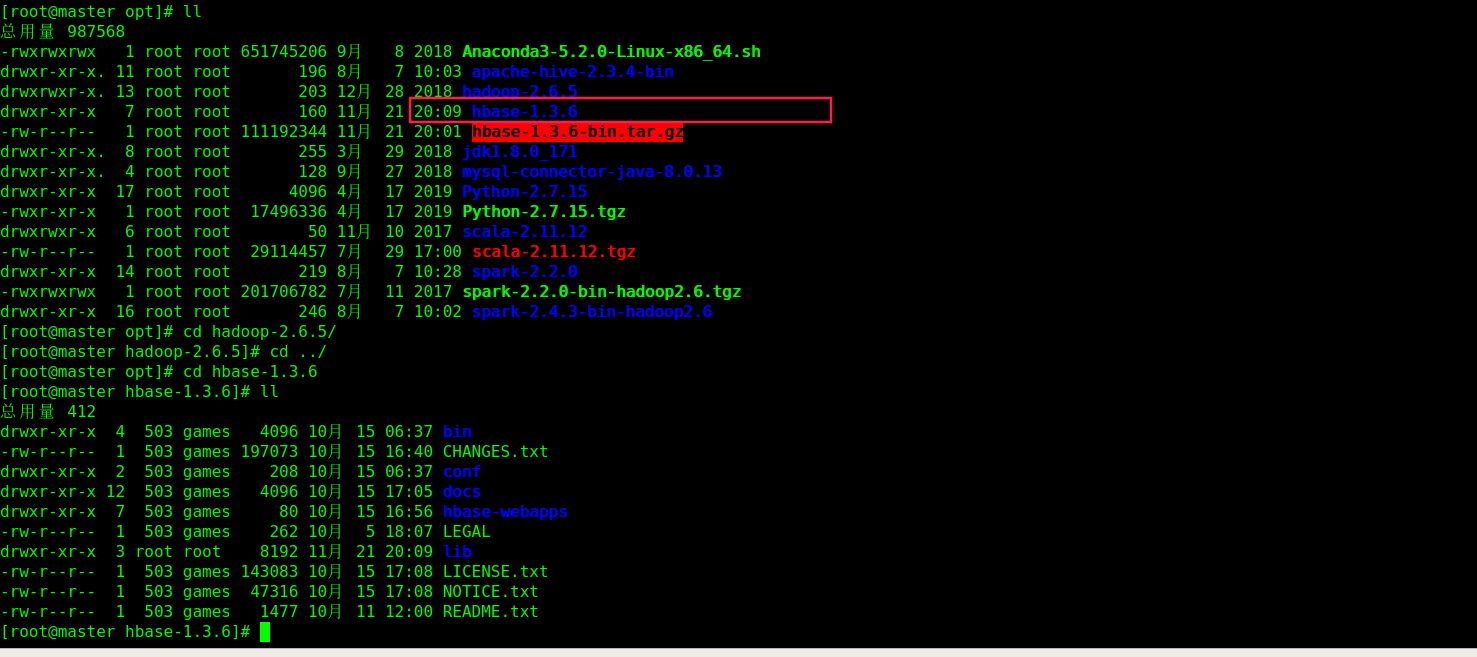 [root@master opt]# ll
总用量 987568
-rwxrwxrwx   1 root root 651745206 9月   8 2018 Anaconda3-5.2.0-Linux-x86_64.sh
drwxr-xr-x. 11 root root       196 8月   7 10:03 apache-hive-2.3.4-bin
drwxrwxr-x. 13 root root       203 12月 28 2018 hadoop-2.6.5
drwxr-xr-x   7 root root       160 11月 21 20:09 hbase-1.3.6
-rw-r--r--   1 root root 111192344 11月 21 20:01 hbase-1.3.6-bin.tar.gz
drwxr-xr-x.  8 root root       255 3月  29 2018 jdk1.8.0_171
drwxr-xr-x.  4 root root       128 9月  27 2018 mysql-connector-java-8.0.13
drwxr-xr-x  17 root root      4096 4月  17 2019 Python-2.7.15
-rwxr-xr-x   1 root root  17496336 4月  17 2019 Python-2.7.15.tgz
drwxrwxr-x   6 root root        50 11月 10 2017 scala-2.11.12
-rw-r--r--   1 root root  29114457 7月  29 17:00 scala-2.11.12.tgz
drwxr-xr-x  14 root root       219 8月   7 10:28 spark-2.2.0
-rwxrwxrwx   1 root root 201706782 7月  11 2017 spark-2.2.0-bin-hadoop2.6.tgz
drwxr-xr-x  16 root root       246 8月   7 10:02 spark-2.4.3-bin-hadoop2.6
[root@master opt]# cd hadoop-2.6.5/
[root@master hadoop-2.6.5]# cd ../
[root@master opt]# cd hbase-1.3.6
[root@master hbase-1.3.6]# ll
总用量 412
drwxr-xr-x  4  503 games   4096 10月 15 06:37 bin
-rw-r--r--  1  503 games 197073 10月 15 16:40 CHANGES.txt
drwxr-xr-x  2  503 games    208 10月 15 06:37 conf
drwxr-xr-x 12  503 games   4096 10月 15 17:05 docs
drwxr-xr-x  7  503 games     80 10月 15 16:56 hbase-webapps
-rw-r--r--  1  503 games    262 10月  5 18:07 LEGAL
drwxr-xr-x  3 root root    8192 11月 21 20:09 lib
-rw-r--r--  1  503 games 143083 10月 15 17:08 LICENSE.txt
-rw-r--r--  1  503 games  47316 10月 15 17:08 NOTICE.txt
-rw-r--r--  1  503 games   1477 10月 11 12:00 README.txt
[root@master hbase-1.3.6]#